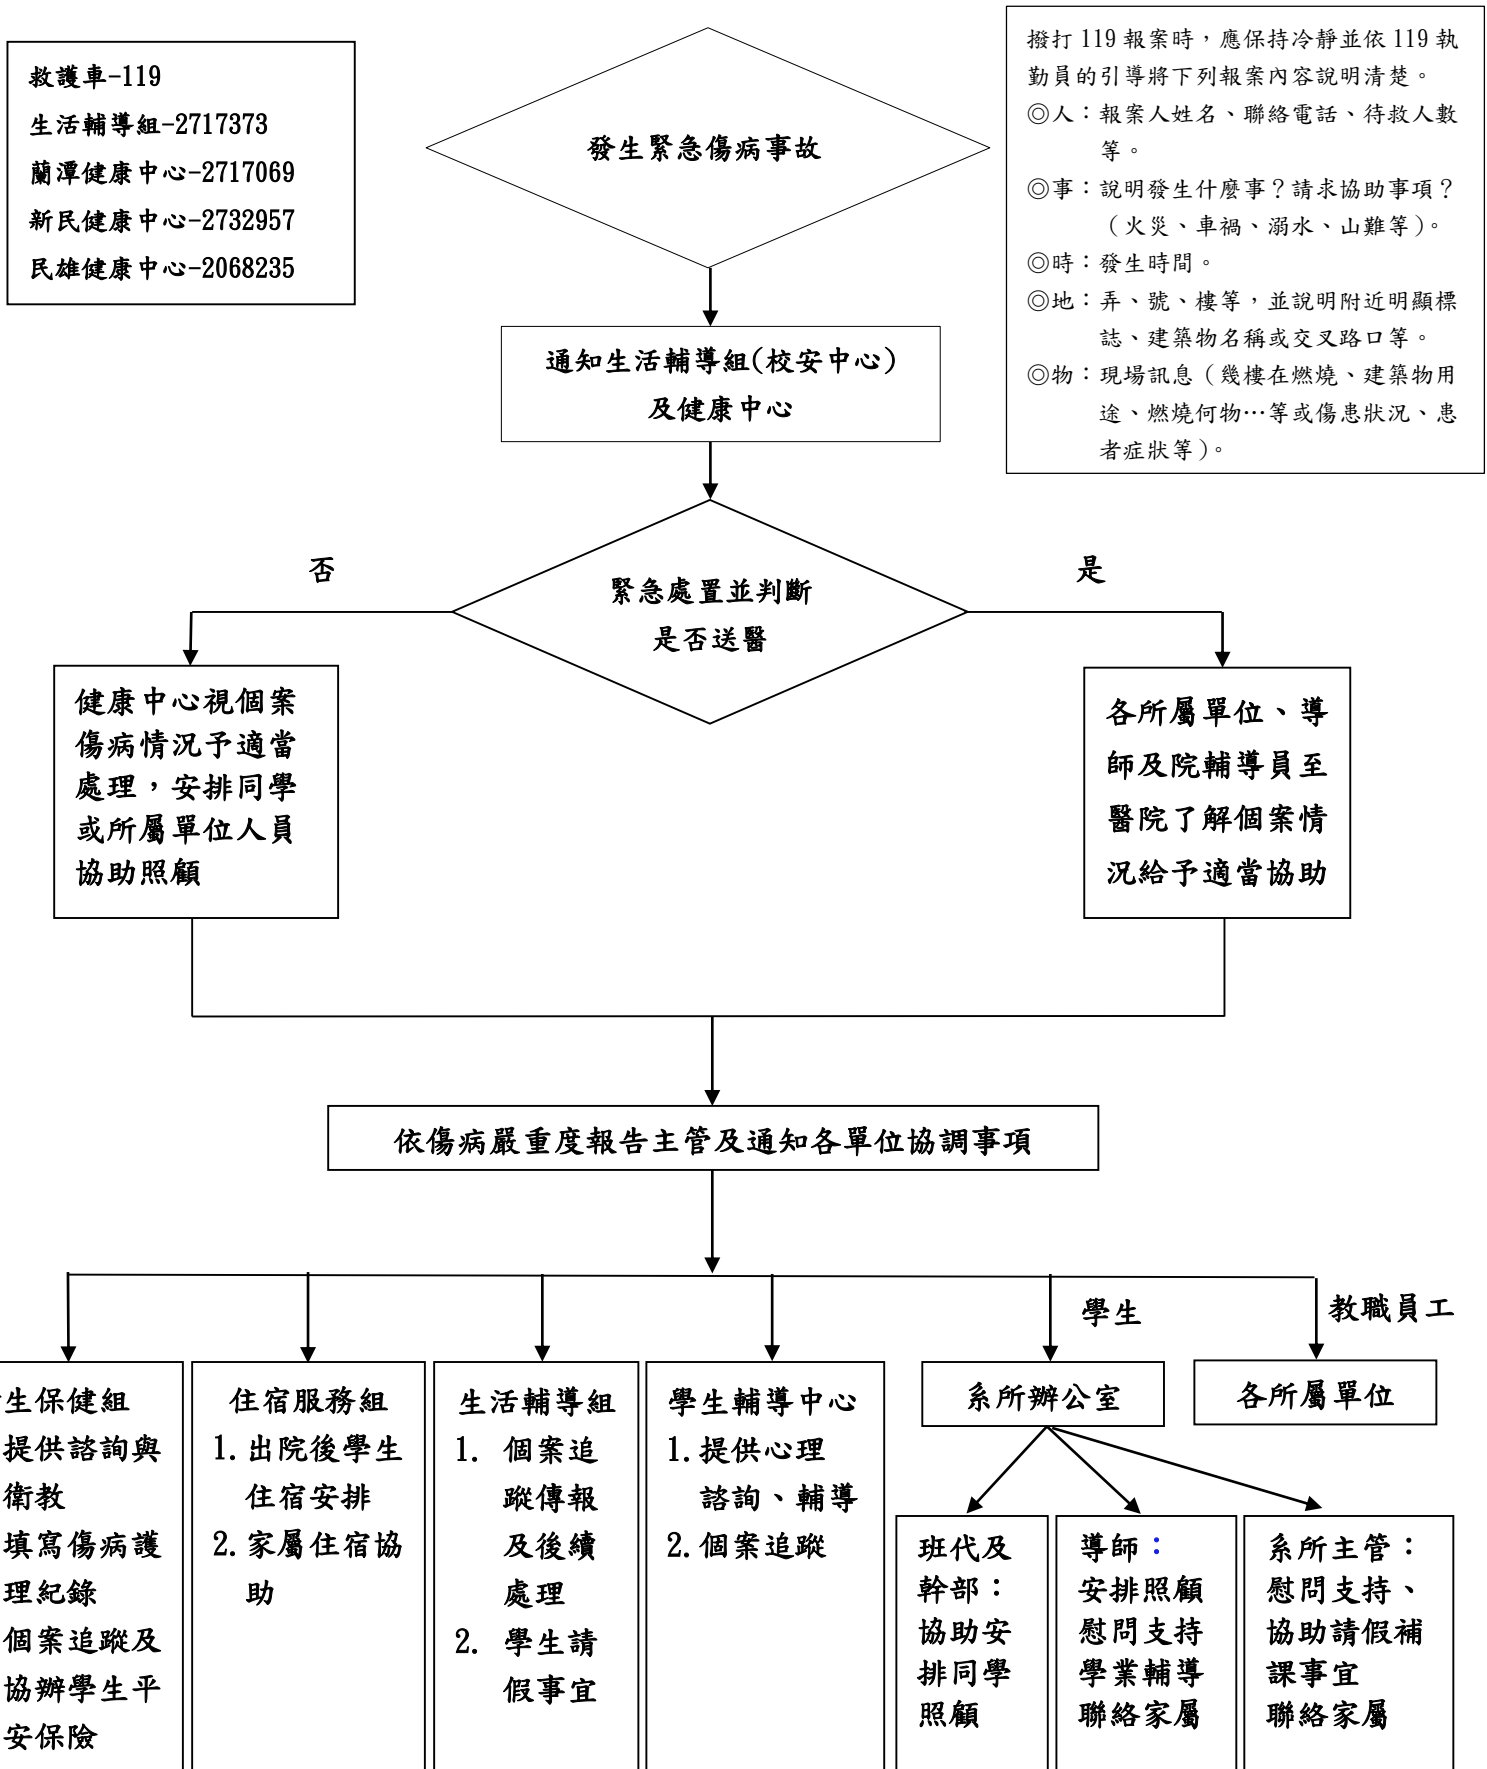 救護車-119
生活輔導組-2717373
蘭潭健康中心-2717069
新民健康中心-2732957
民雄健康中心-2068235
發生緊急傷病事故
撥打 119 報案時，應保持冷靜並依 119 執
勤員的引導將下列報案內容說明清楚。
◎人：報案人姓名、聯絡電話、待救人數
等。
◎事：說明發生什麼事？請求協助事項？
（火災、車禍、溺水、山難等）。
◎時：發生時間。
◎地：弄、號、樓等，並說明附近明顯標
誌、建築物名稱或交叉路口等。
◎物：現場訊息（幾樓在燃燒、建築物用
途、燃燒何物…等或傷患狀況、患
者症狀等）。
通知生活輔導組(校安中心)
及健康中心
緊急處置並判斷
是否送醫
否
是
健康中心視個案
傷病情況予適當
處理，安排同學
或所屬單位人員
協助照顧
各所屬單位、導
師及院輔導員至
醫院了解個案情
況給予適當協助
依傷病嚴重度報告主管及通知各單位協調事項
學生
教職員工
生保健組
提供諮詢與
衛教
填寫傷病護
理紀錄
個案追蹤及
協辦學生平
安保險
住宿服務組
1.出院後學生
住宿安排
2.家屬住宿協
助
生活輔導組
1. 個案追
蹤傳報
及後續
處理
2. 學生請
假事宜
學生輔導中心
1.提供心理
諮詢、輔導
2.個案追蹤
系所辦公室
各所屬單位
班代及
幹部：
協助安
排同學
照顧
導師：
安排照顧
慰問支持
學業輔導
聯絡家屬
系所主管：
慰問支持、
協助請假補
課事宜
聯絡家屬